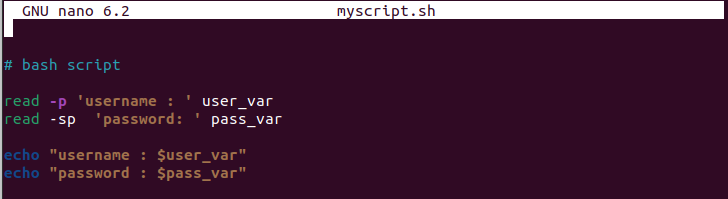 GNU nano 6.2 myscript.sh
# bash script
read -p 'username : ' user_var
read -sp  'password: ' pass_var
echo "username : $user_var"
echo "password : $pass_var"